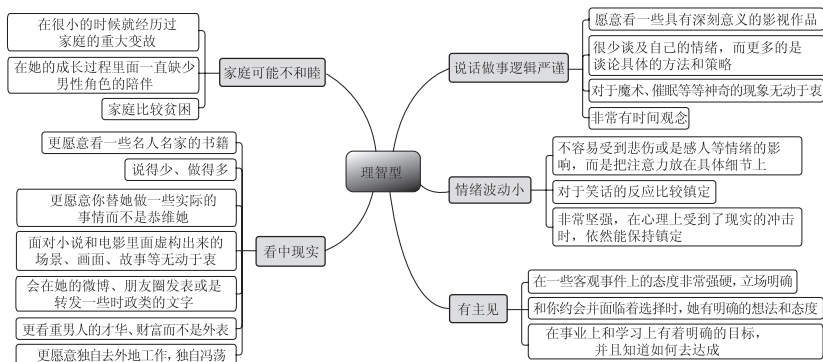 在很小的时候就经历过
家庭的重大变故
在她的成长过程里面一直缺少
男性角色的陪伴
家庭比较贫困
家庭可能不和睦
更愿意看一些名人名家的书籍
说得少、做得多
更愿意你替她做一些实际的
事情而不是恭维她
面对小说和电影里面虚构出来的
场景、画面、故事等无动于衷
会在她的微博、朋友圈发表或是
转发一些时政类的文字
更看重男人的才华、财富而不是外表
更愿意独自去外地工作，独自闯荡
看中现实
理智型
说话做事逻辑严谨
愿意看一些具有深刻意义的影视作品
很少谈及自己的情绪，而更多的是
谈论具体的方法和策略
对于魔术、催眠等等神奇的现象无动于衷
非常有时间观念
情绪波动小
不容易受到悲伤或是感人等情绪的影
响，而是把注意力放在具体细节上
对于笑话的反应比较镇定
非常坚强，在心理上受到了现实的冲击
时，依然能保持镇定
有主见
在一些客观事件上的态度非常强硬，立场明确
和你约会并面临着选择时，她有明确的想法和态度
在事业上和学习上有着明确的目标，
并且知道如何去达成